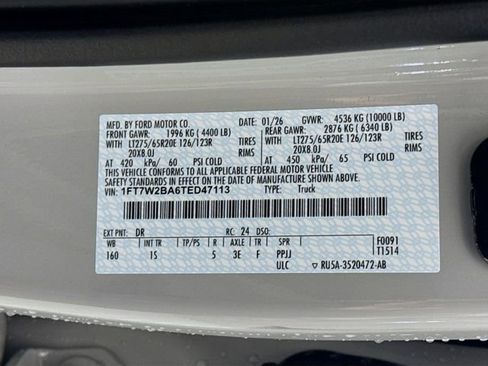 MFD. BY FORD MOTOR CO. 01/26 GVWR: 4536 KG (10000 LB)
FRONT GAWR: 1996 KG (4400 LB) REAR GAWR: 2876 KG (6340 LB)
WITH LT275/65R20E 126/123R TIRES WITH LT275/65R20E 126/123R TIRES
20X8.0J RIMS 20X8.0J RIMS
AT 420 kPa/ 60 PSI COLD AT 450 kPa/ 65 PSI COLD
THIS VEHICLE CONFORMS TO ALL APPLICABLE FEDERAL MOTOR VEHICLE
SAFETY STANDARDS IN EFFECT ON THE DATE OF MANUFACTURE SHOWN ABOVE.
VIN: 1FT7W2BA6TED47113 TYPE: Truck
EXT PNT: DR RC: 24 DSO:
WB INT TR TP/PS R AXLE TR SPR F0091
160 1S 5 3E F PPJJ T1514
ULC ▽ RU5A-3520472-AB